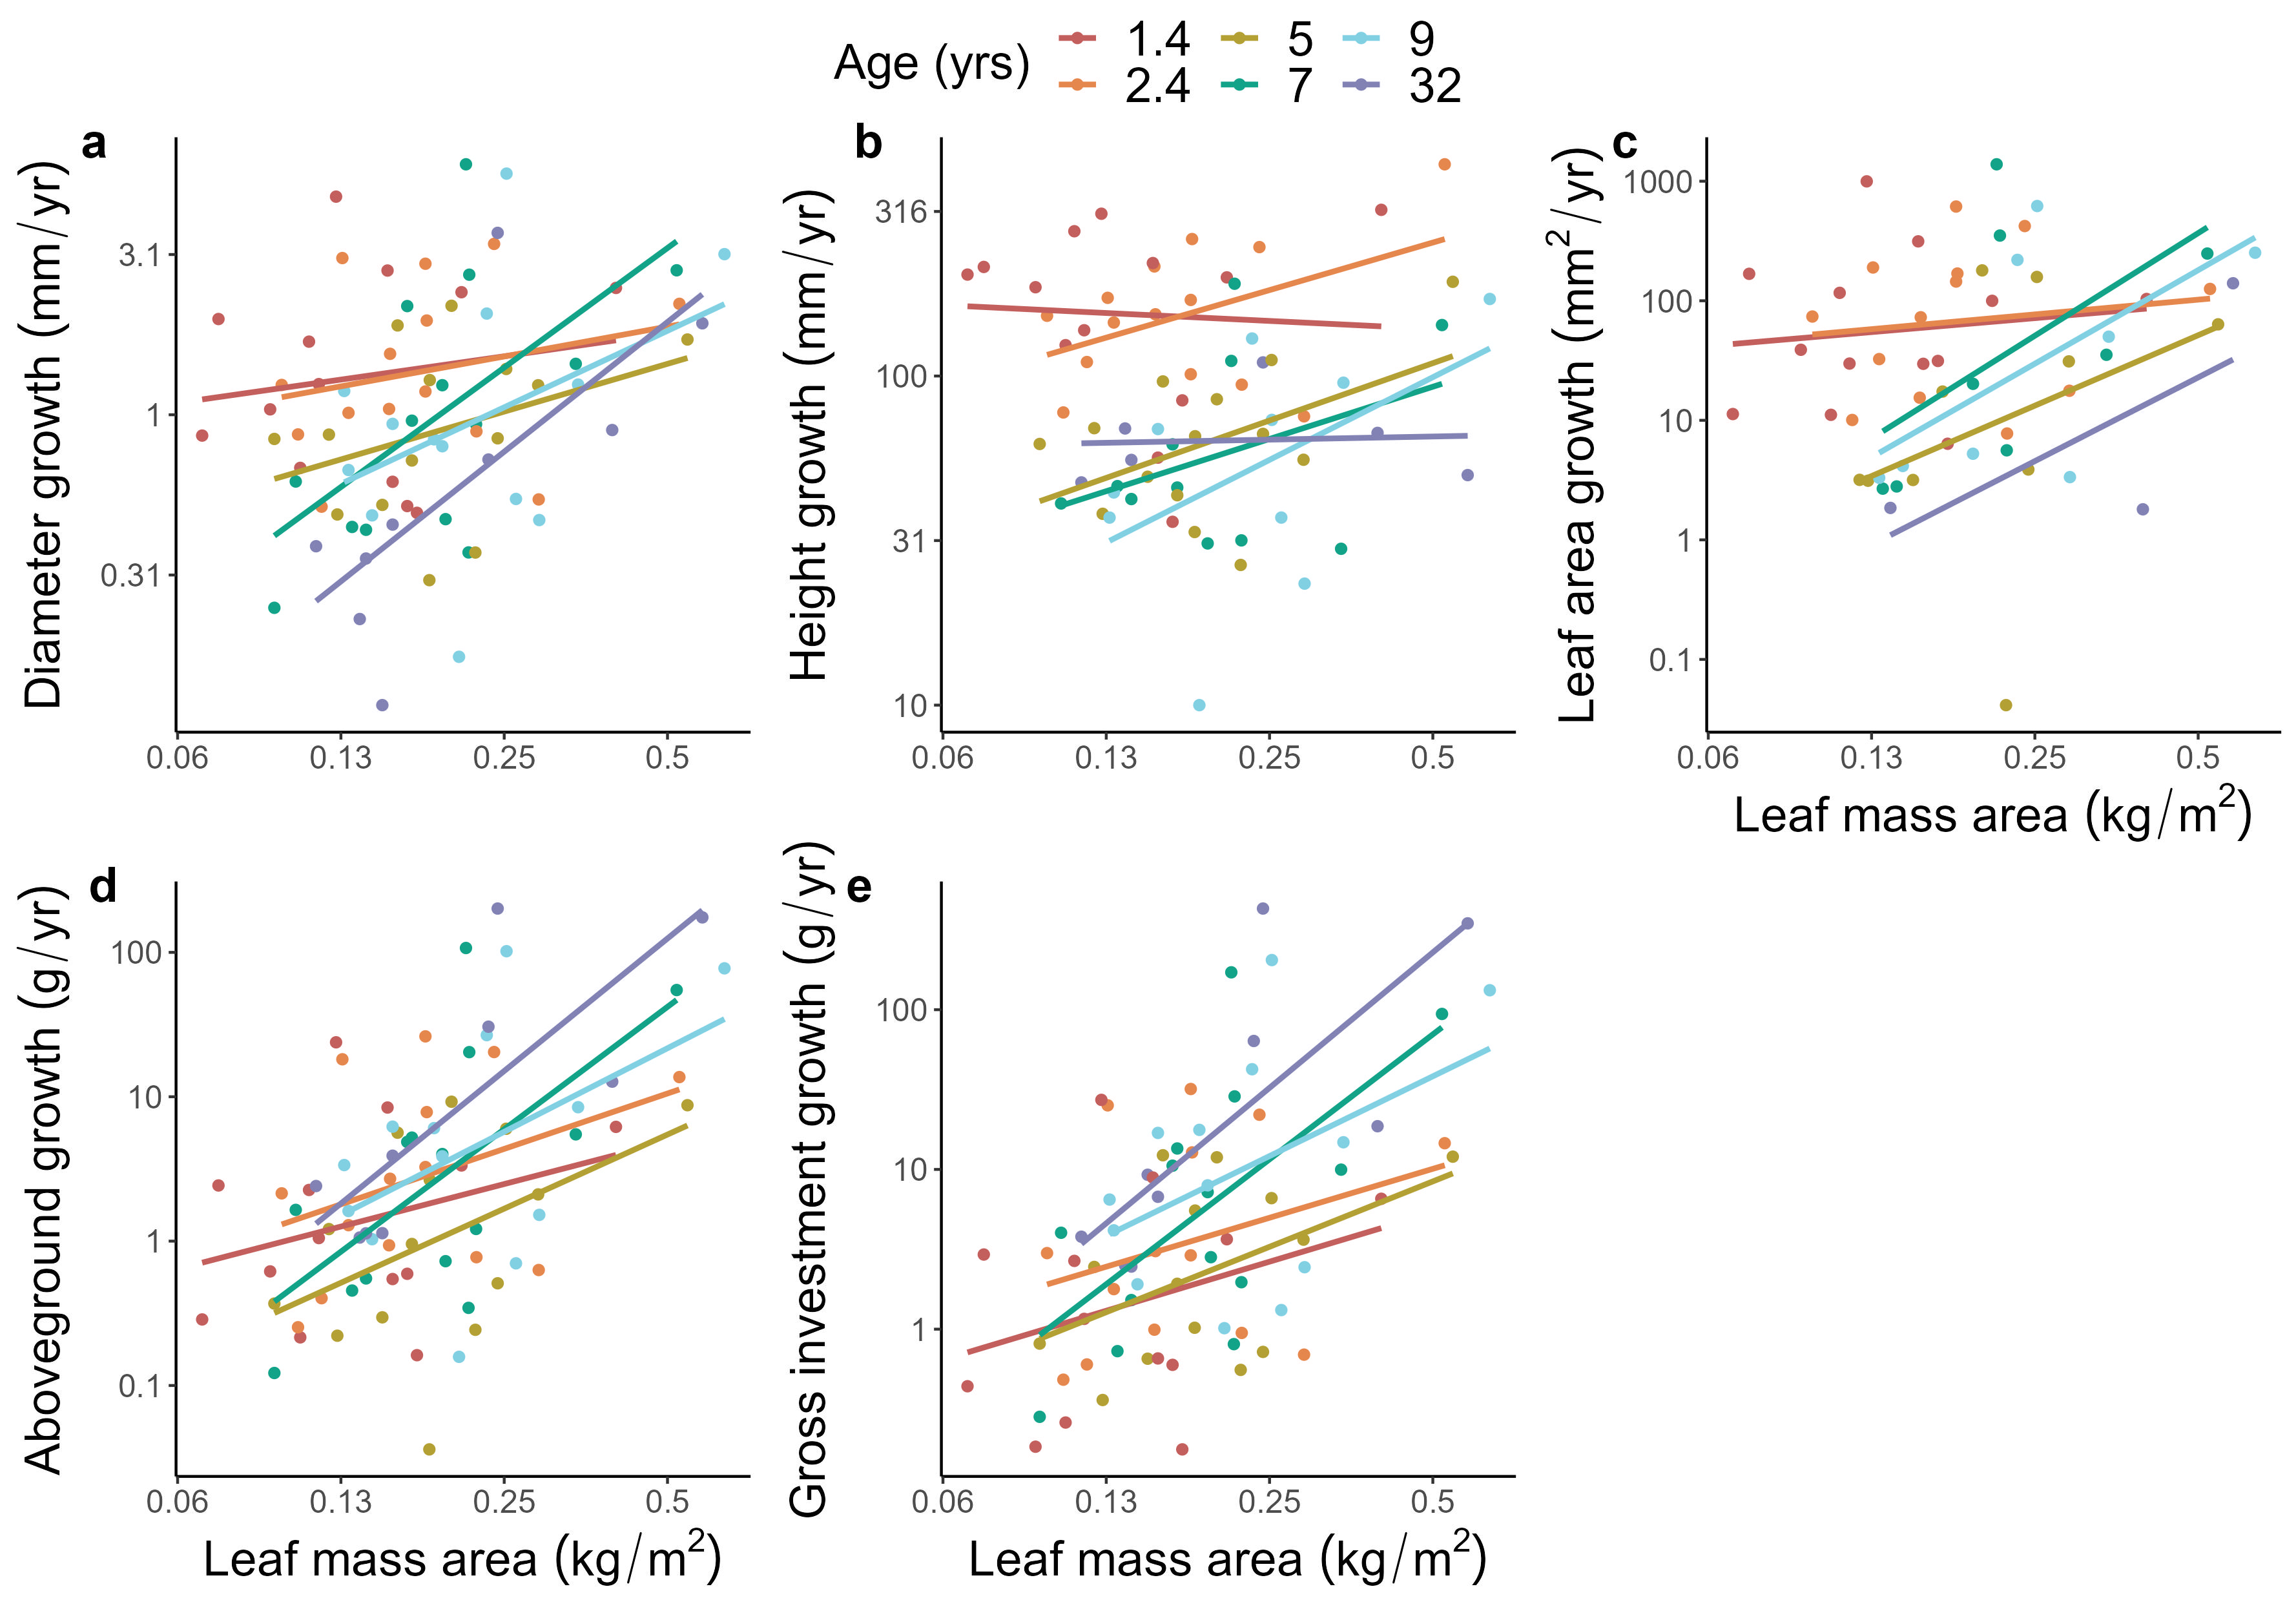 Age (yrs) 1.4 5 9
2.4 7 32
a
Diameter growth (mm/yr)
3.1
1
0.31
0.06 0.13 0.25 0.5
b
Height growth (mm/yr)
316
100
31
10
0.06 0.13 0.25 0.5
c
Leaf area growth (mm²/yr)
1000
100
10
1
0.1
0.06 0.13 0.25 0.5
Leaf mass area (kg/m²)
d
Aboveground growth (g/yr)
100
10
1
0.1
0.06 0.13 0.25 0.5
Leaf mass area (kg/m²)
e
Gross investment growth (g/yr)
100
10
1
0.06 0.13 0.25 0.5
Leaf mass area (kg/m²)